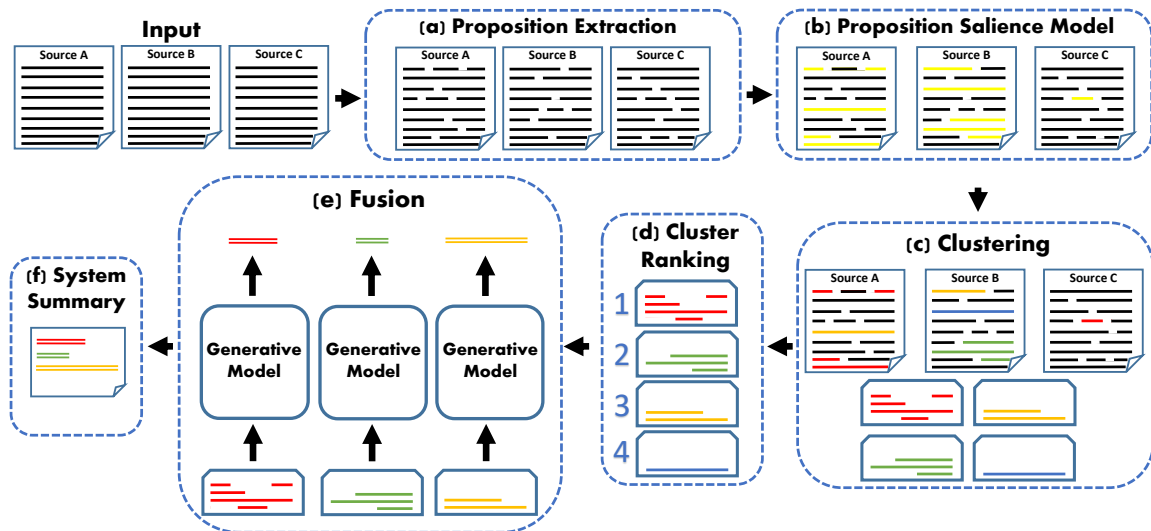 Input
Source A
Source B
Source C
(a) Proposition Extraction
Source A
Source B
Source C
(b) Proposition Salience Model
Source A
Source B
Source C
(c) Clustering
Source A
Source B
Source C
(d) Cluster
Ranking
1
2
3
4
(e) Fusion
Generative
Model
Generative
Model
Generative
Model
(f) System
Summary